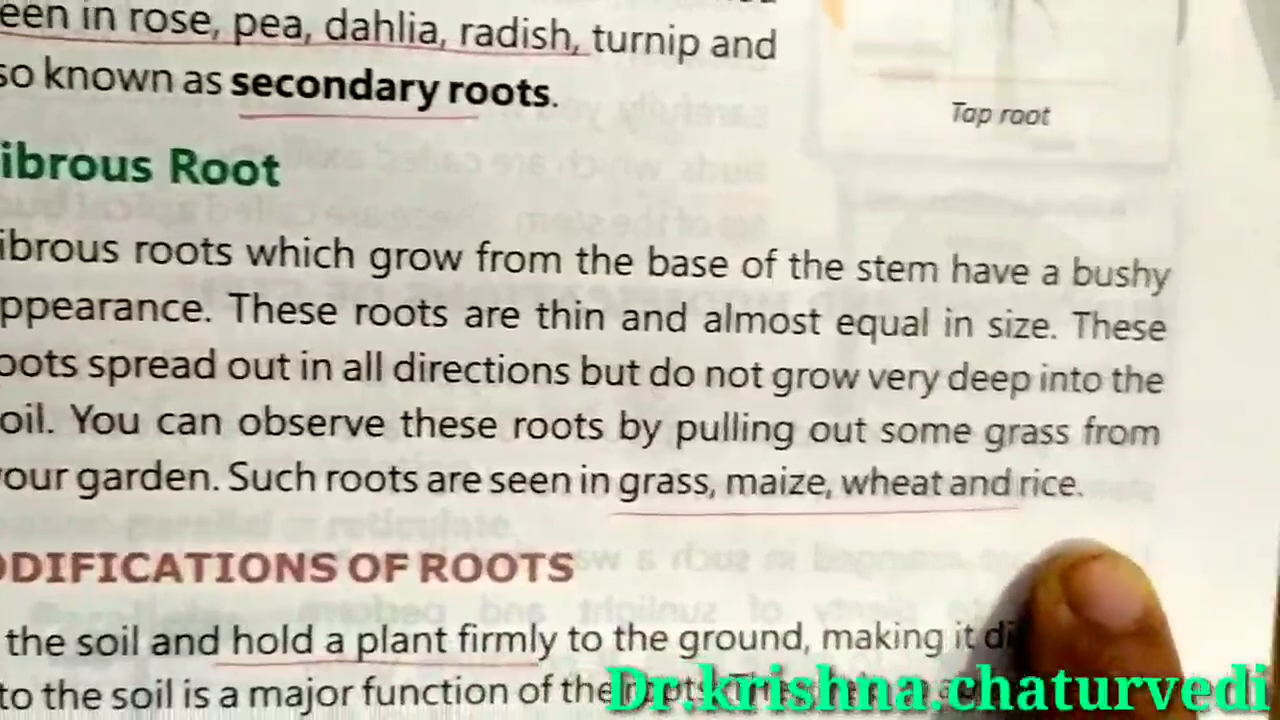 een in rose, pea, dahlia, radish, turnip and
so known as secondary roots.
Tap root
ibrous Root
ibrous roots which grow from the base of the stem have a bushy
ppearance. These roots are thin and almost equal in size. These
oots spread out in all directions but do not grow very deep into the
oil. You can observe these roots by pulling out some grass from
your garden. Such roots are seen in grass, maize, wheat and rice.
ODIFICATIONS OF ROOTS
the soil and hold a plant firmly to the ground, making it di
to the soil is a major function of the roots.
Dr.krishna.chaturvedi